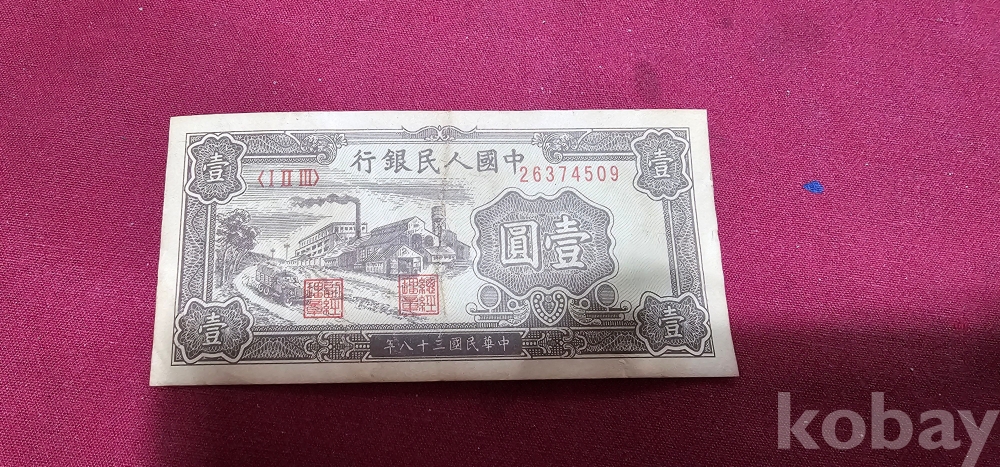 壹 壹
行銀民人國中
〈I II III〉 26374509
圓壹
壹 壹
年八十三國民華中
kobay